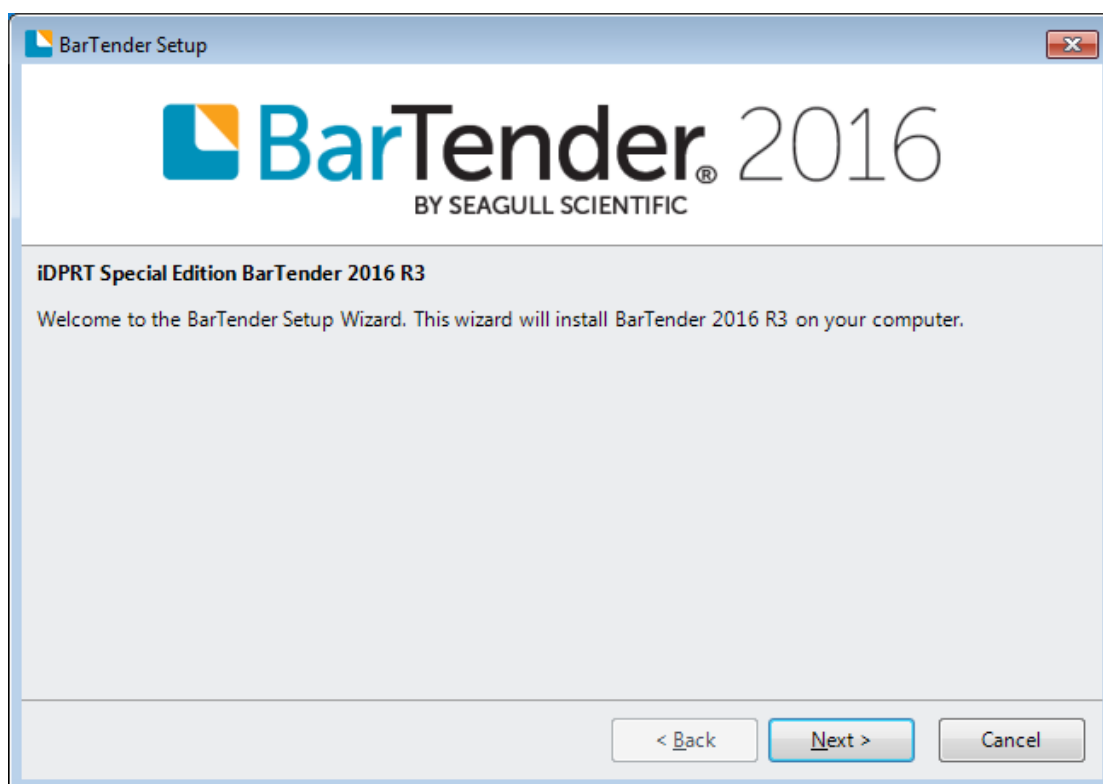 BarTender Setup
BarTender® 2016
BY SEAGULL SCIENTIFIC
iDPRT Special Edition BarTender 2016 R3
Welcome to the BarTender Setup Wizard. This wizard will install BarTender 2016 R3 on your computer.
< Back Next > Cancel